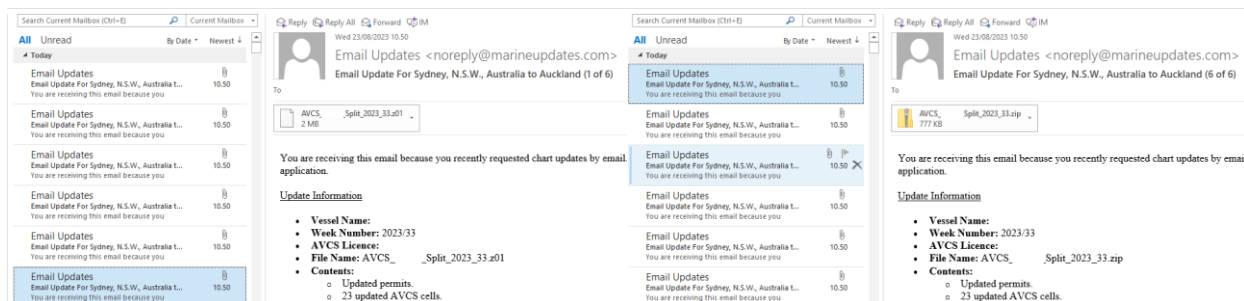 Search Current Mailbox (Ctrl+E) Current Mailbox
All Unread By Date Newest ↓
Today
Email Updates
Email Update For Sydney, N.S.W., Australia t... 10.50
You are receiving this email because you
Email Updates
Email Update For Sydney, N.S.W., Australia t... 10.50
You are receiving this email because you
Email Updates
Email Update For Sydney, N.S.W., Australia t... 10.50
You are receiving this email because you
Email Updates
Email Update For Sydney, N.S.W., Australia t... 10.50
You are receiving this email because you
Email Updates
Email Update For Sydney, N.S.W., Australia t... 10.50
You are receiving this email because you
Email Updates
Email Update For Sydney, N.S.W., Australia t... 10.50
You are receiving this email because you
Reply Reply All Forward IM
Wed 23/08/2023 10.50
Email Updates <noreply@marineupdates.com>
Email Update For Sydney, N.S.W., Australia to Auckland (1 of 6)
To
AVCS_ _Split_2023_33.z01
2 MB
You are receiving this email because you recently requested chart updates by email.
application.
Update Information
• Vessel Name:
• Week Number: 2023/33
• AVCS Licence:
• File Name: AVCS_ _Split_2023_33.z01
• Contents:
o Updated permits.
o 23 updated AVCS cells.
Search Current Mailbox (Ctrl+E) Current Mailbox
All Unread By Date Newest ↓
Today
Email Updates
Email Update For Sydney, N.S.W., Australia t... 10.50
You are receiving this email because you
Email Updates
Email Update For Sydney, N.S.W., Australia t... 10.50
You are receiving this email because you
Email Updates
Email Update For Sydney, N.S.W., Australia t... 10.50
You are receiving this email because you
Email Updates
Email Update For Sydney, N.S.W., Australia t... 10.50
You are receiving this email because you
Email Updates
Email Update For Sydney, N.S.W., Australia t... 10.50
You are receiving this email because you
Email Updates
Email Update For Sydney, N.S.W., Australia t... 10.50
You are receiving this email because you
Reply Reply All Forward IM
Wed 23/08/2023 10.50
Email Updates <noreply@marineupdates.com>
Email Update For Sydney, N.S.W., Australia to Auckland (6 of 6)
To
AVCS_ Split_2023_33.zip
777 KB
You are receiving this email because you recently requested chart updates by emai
application.
Update Information
• Vessel Name:
• Week Number: 2023/33
• AVCS Licence:
• File Name: AVCS_ _Split_2023_33.zip
• Contents:
o Updated permits.
o 23 updated AVCS cells.